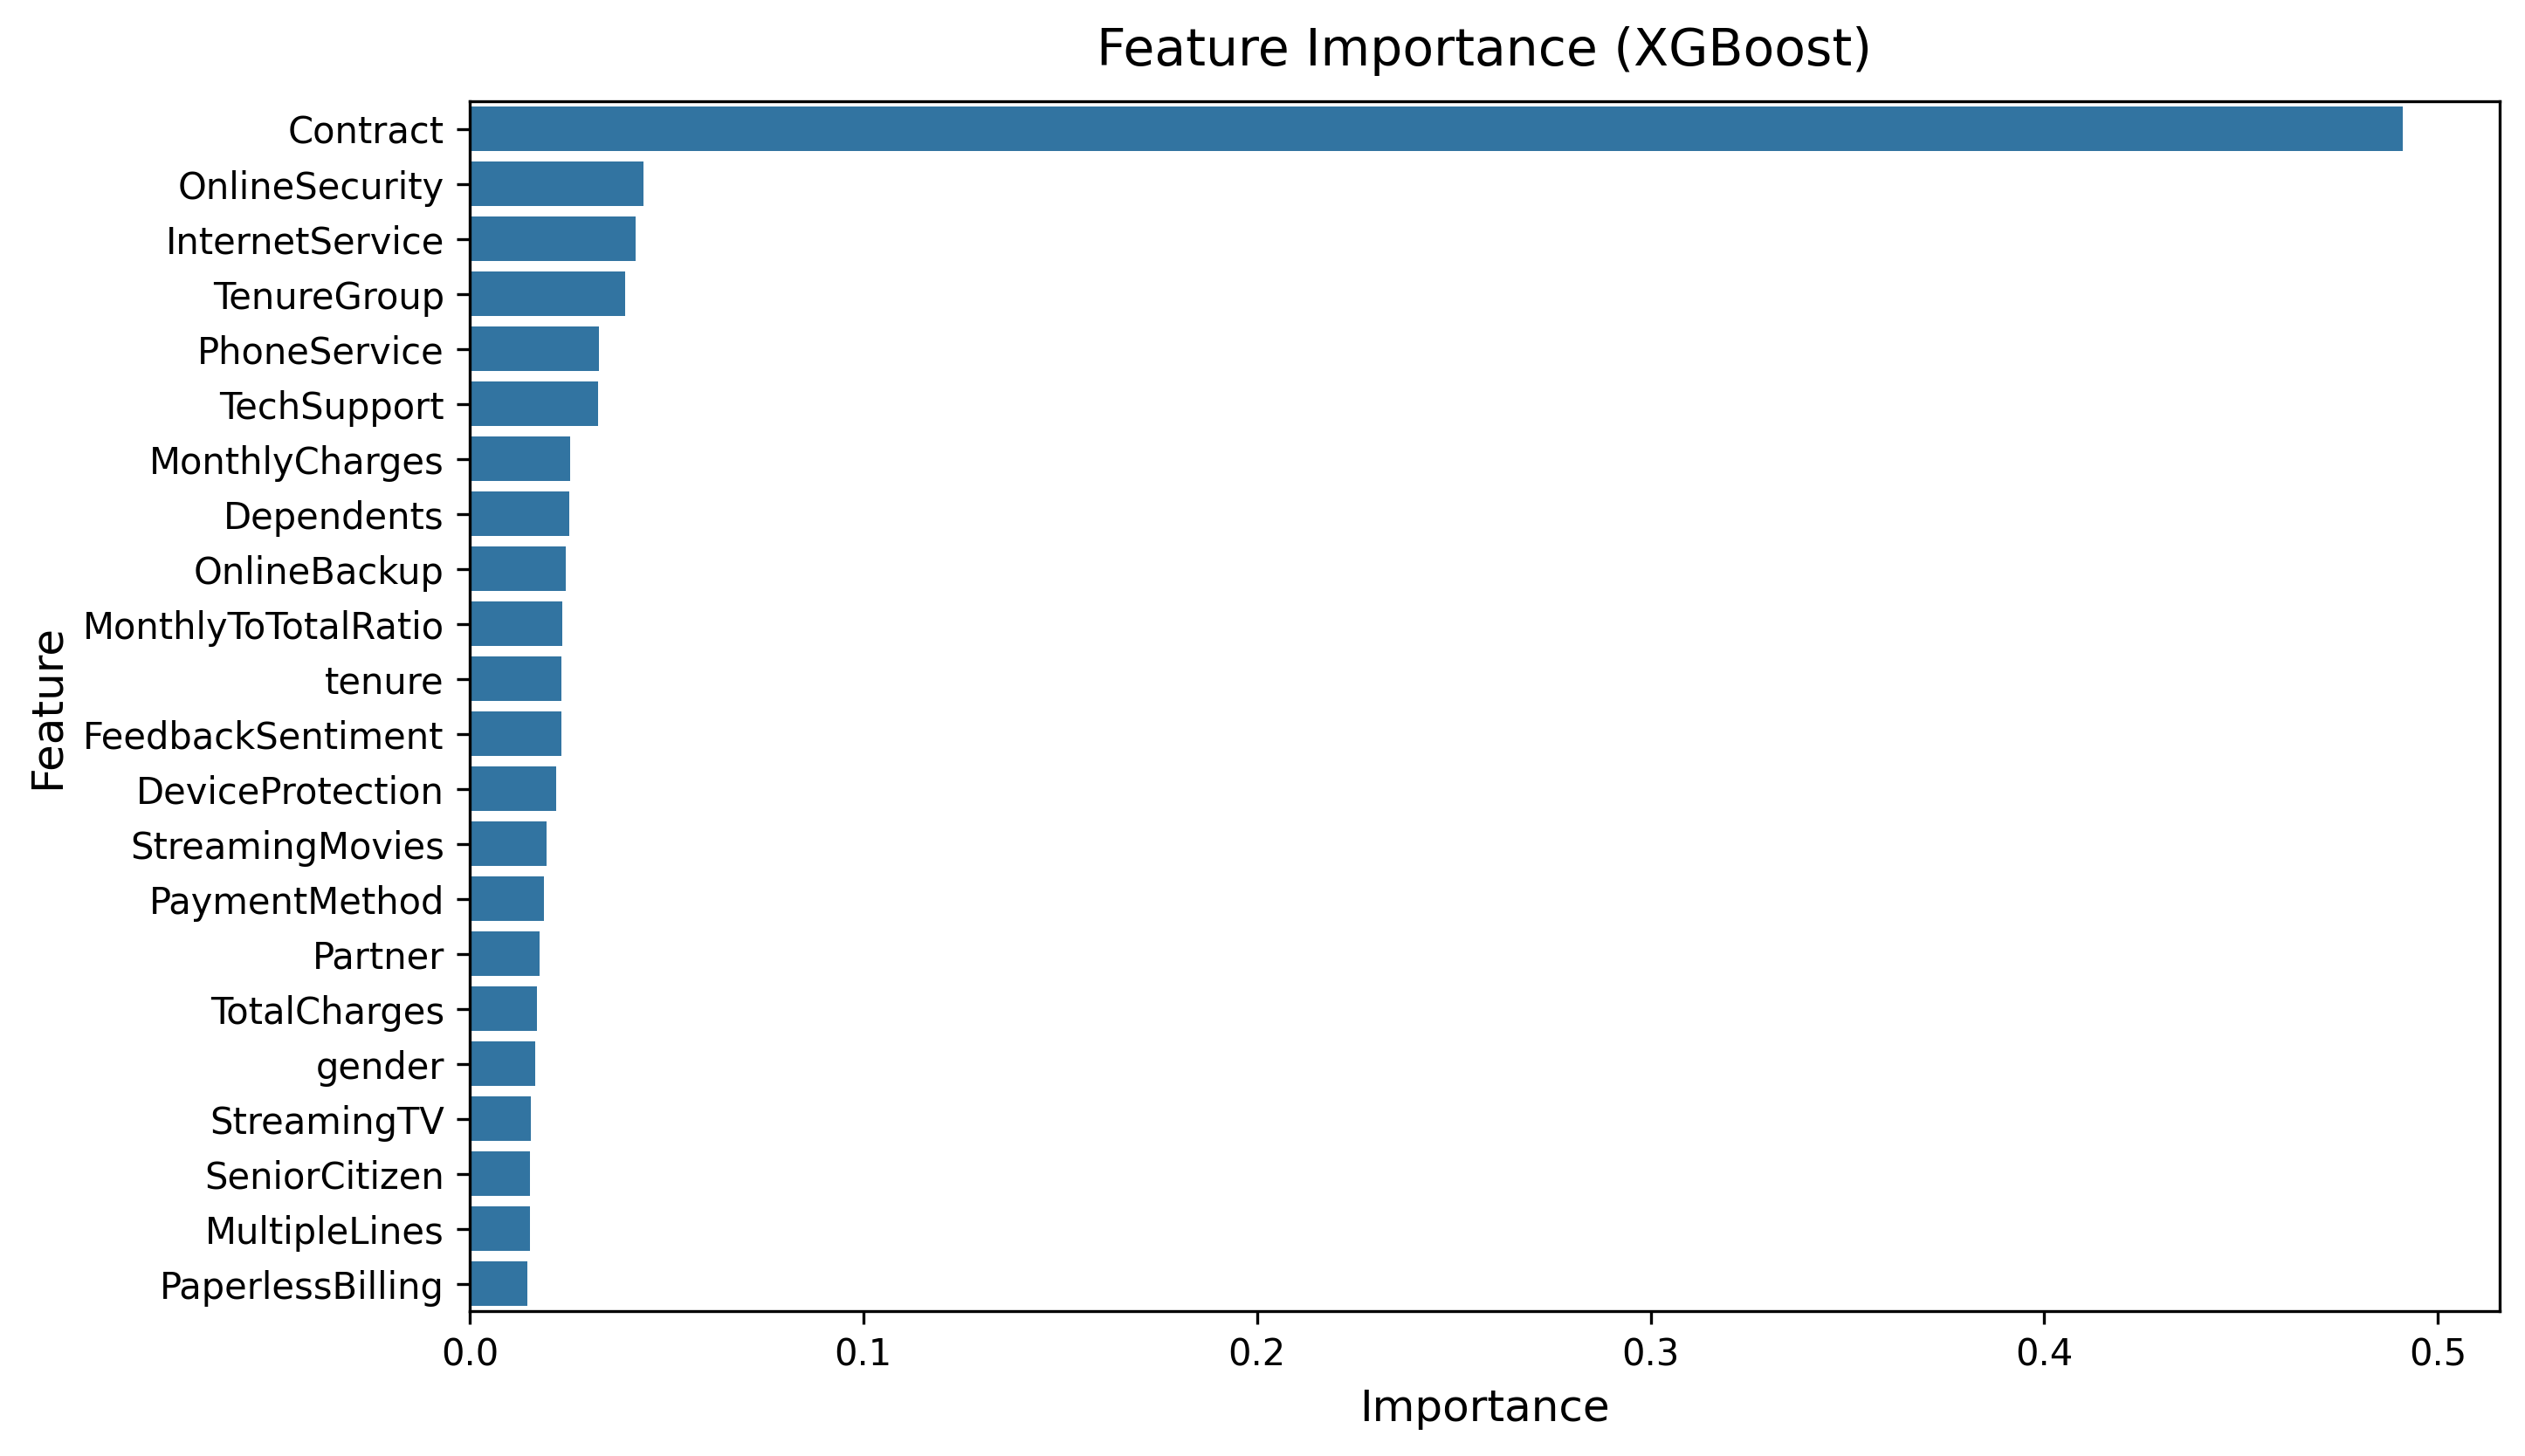 Feature Importance (XGBoost)
Contract
OnlineSecurity
InternetService
TenureGroup
PhoneService
TechSupport
MonthlyCharges
Dependents
OnlineBackup
MonthlyToTotalRatio
tenure
FeedbackSentiment
DeviceProtection
StreamingMovies
PaymentMethod
Partner
TotalCharges
gender
StreamingTV
SeniorCitizen
MultipleLines
PaperlessBilling
Feature
0.0 0.1 0.2 0.3 0.4 0.5
Importance